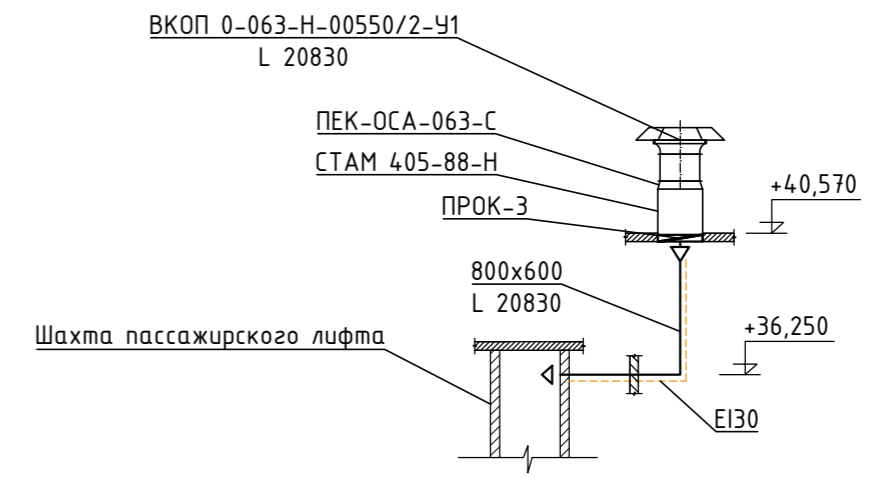 ВКОП 0-063-Н-00550/2-У1
L 20830
ПЕК-ОСА-063-С
СТАМ 405-88-Н
ПРОК-3
+40,570
800х600
L 20830
+36,250
Шахта пассажирского лифта
EI30